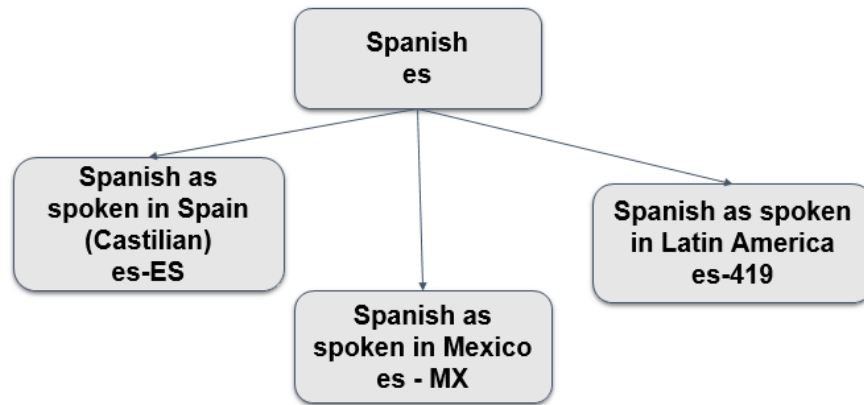 Spanish
es
Spanish as
spoken in Spain
(Castilian)
es-ES
Spanish as
spoken in Mexico
es - MX
Spanish as spoken
in Latin America
es-419